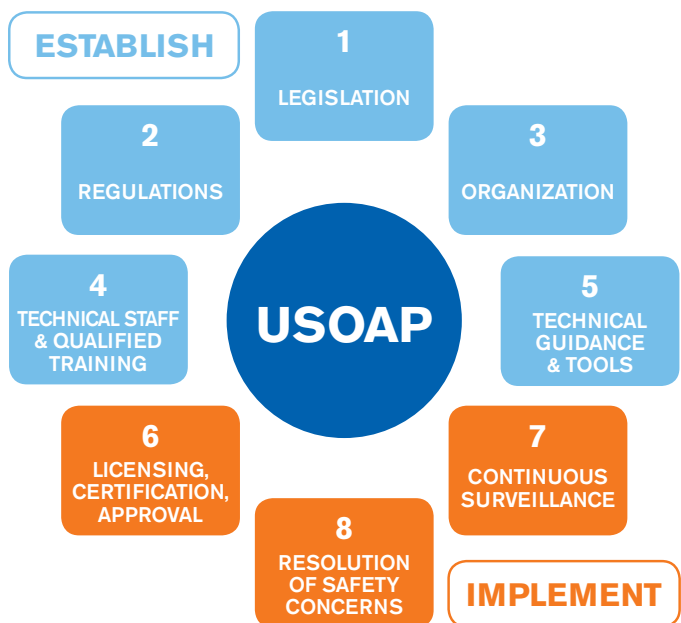 ESTABLISH
1
LEGISLATION
2
REGULATIONS
3
ORGANIZATION
4
TECHNICAL STAFF
& QUALIFIED
TRAINING
USOAP
5
TECHNICAL
GUIDANCE
& TOOLS
6
LICENSING,
CERTIFICATION,
APPROVAL
7
CONTINUOUS
SURVEILLANCE
8
RESOLUTION
OF SAFETY
CONCERNS
IMPLEMENT